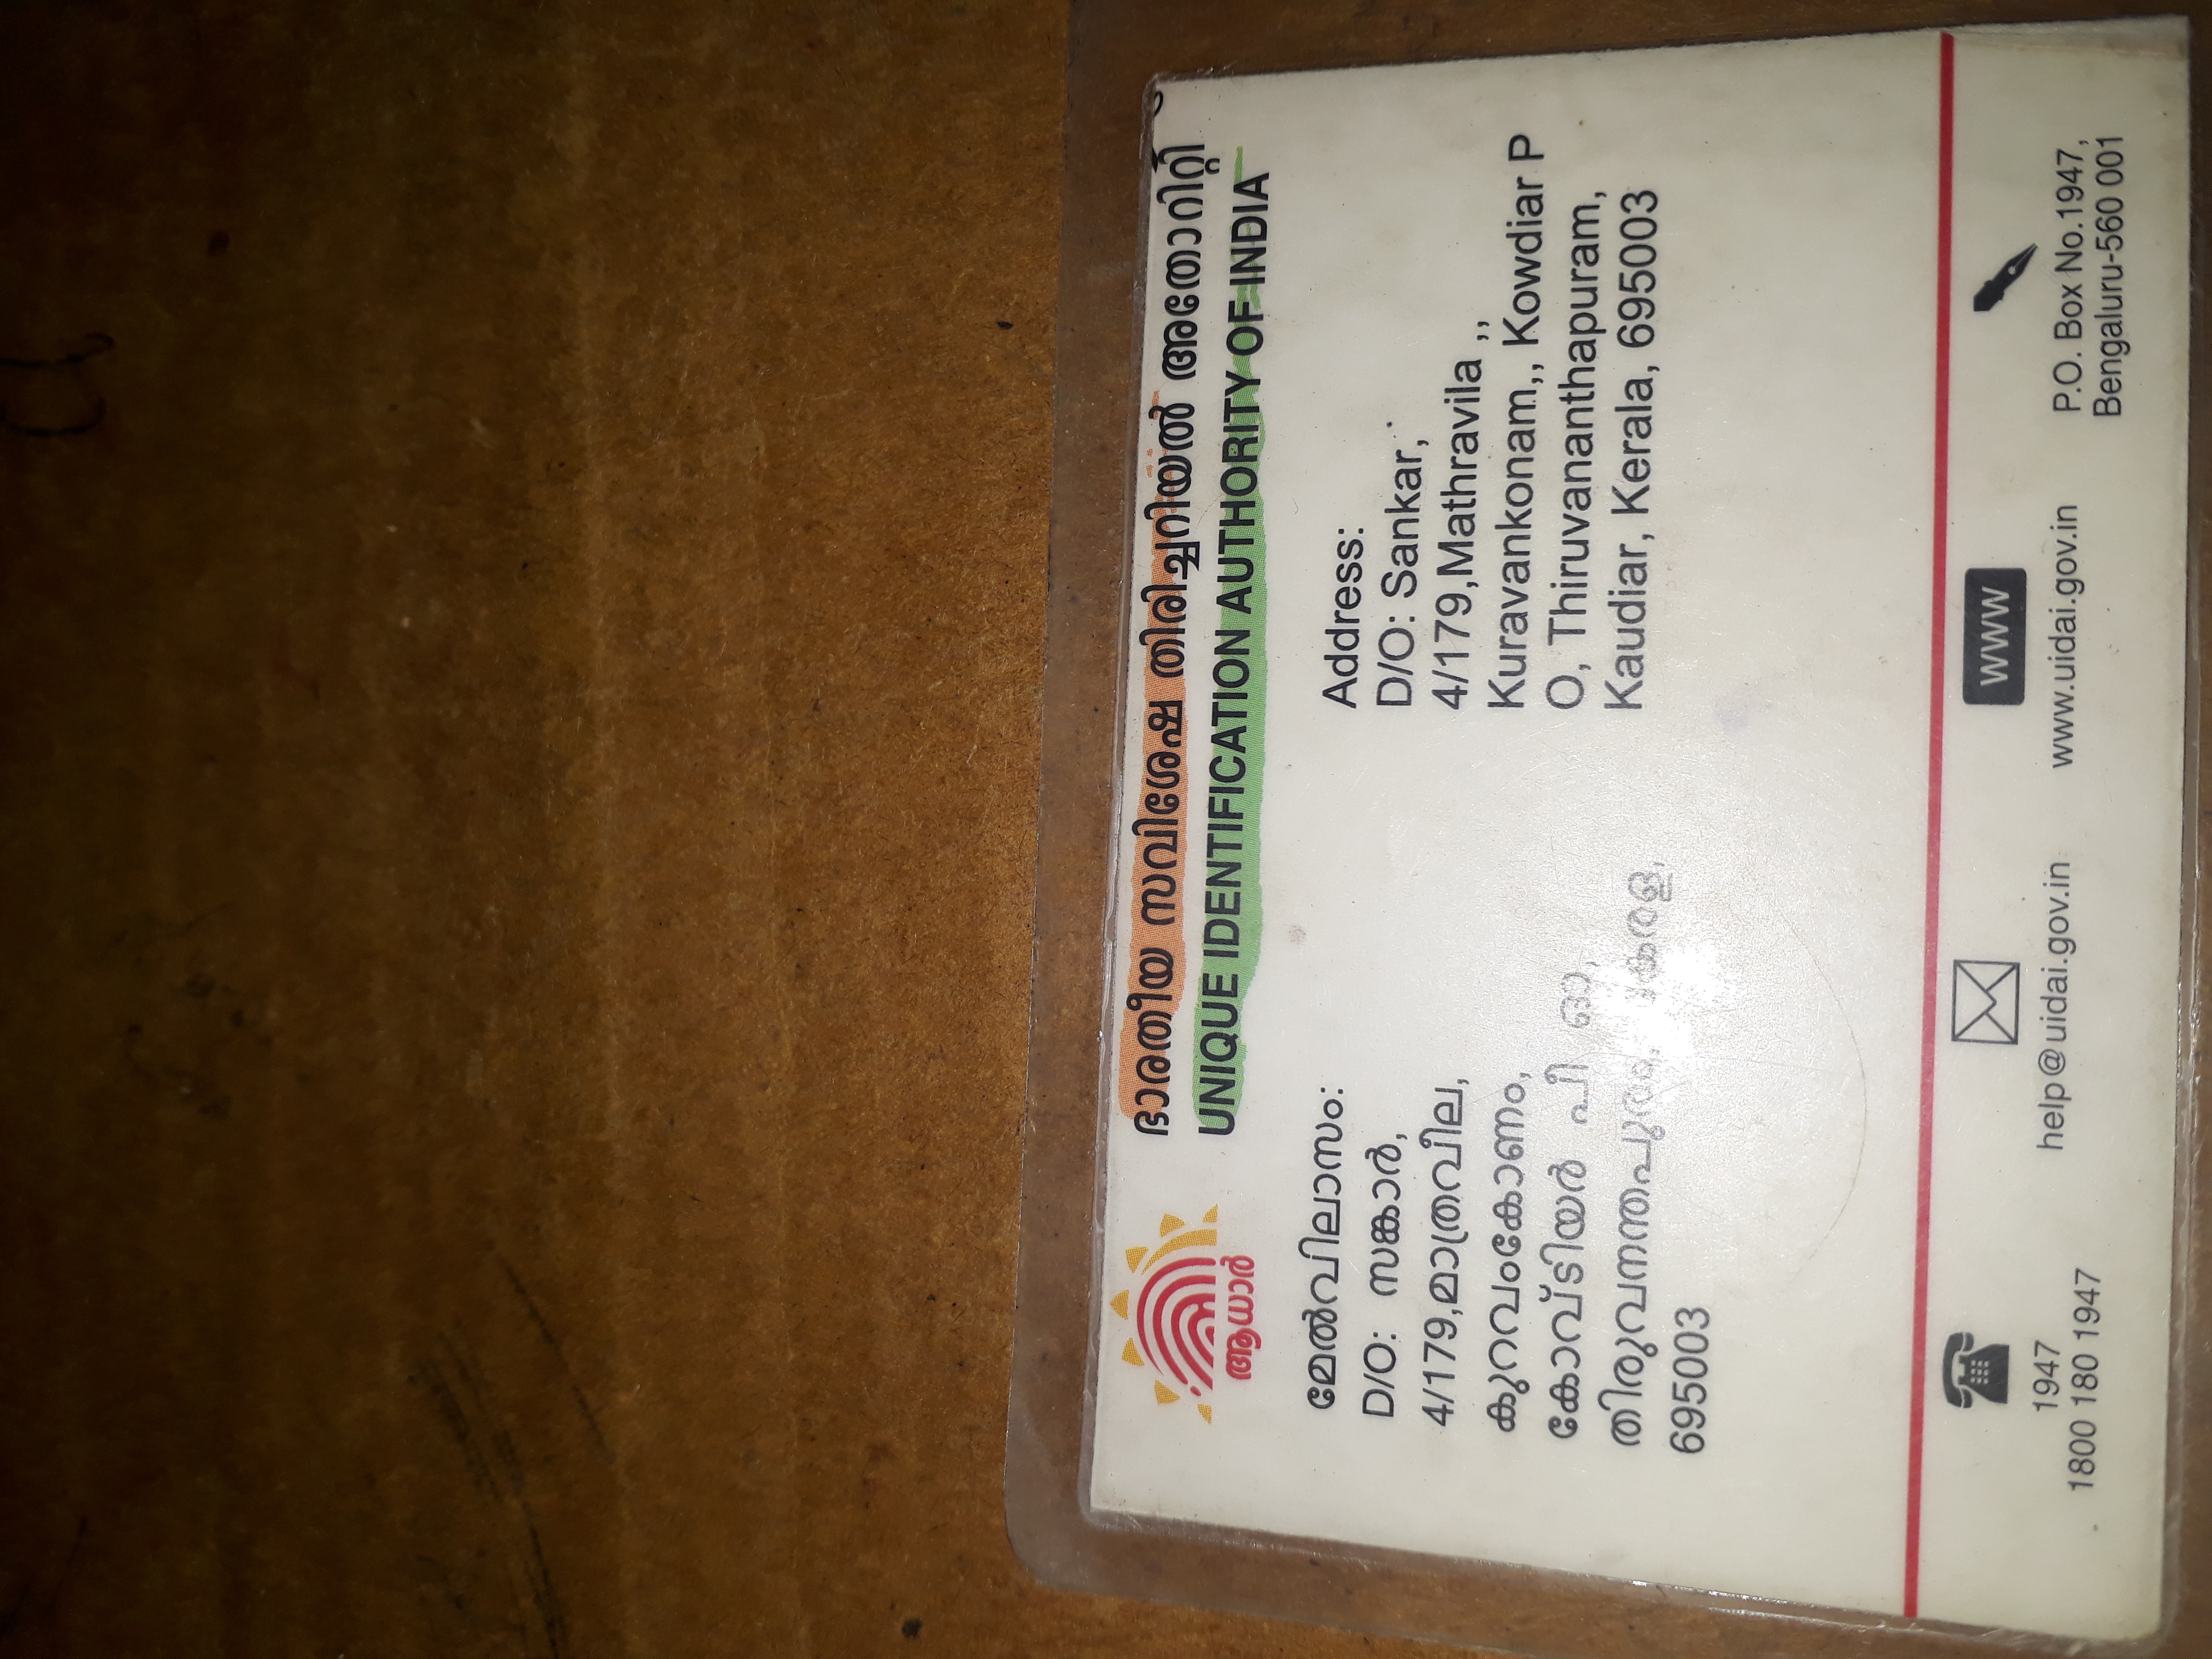 ഭാരതീയ സവിശേഷ തിരിച്ചറിയൽ അതോറിറ്റി
UNIQUE IDENTIFICATION AUTHORITY OF INDIA
ആധാർ
മേൽവിലാസം:
D/O: സങ്കാർ,
4/179,മാത്രവീല,
കുറവംകോണം,
കോവ്ടിയർ പി ഓ,
തിരുവനന്തപുരം, കേരള,
695003
Address:
D/O: Sankar,
4/179,Mathravila ,,
Kuravankonam,, Kowdiar P
O, Thiruvananthapuram,
Kaudiar, Kerala, 695003
1947
1800 180 1947
help@uidai.gov.in
WWW
www.uidai.gov.in
P.O. Box No.1947,
Bengaluru-560 001